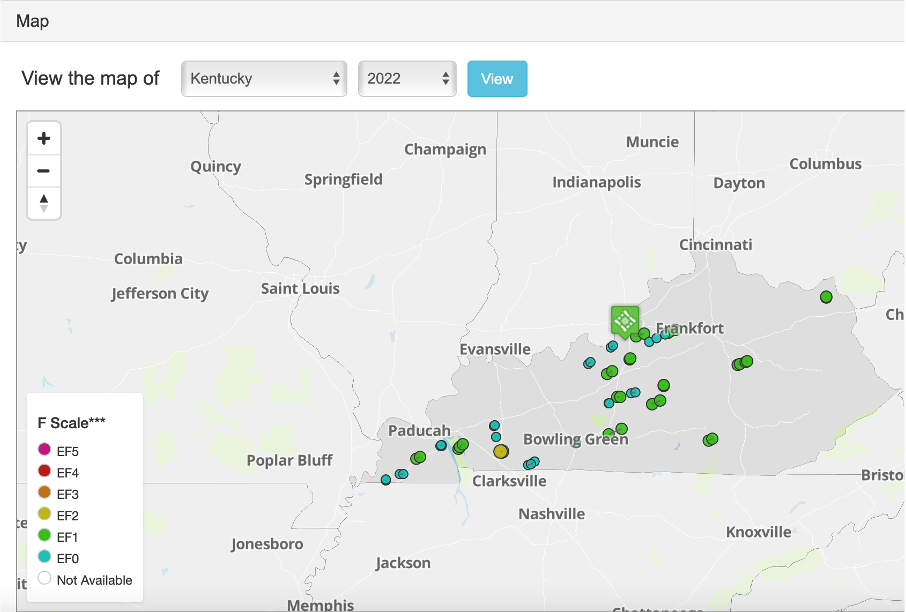 Map
View the map of Kentucky 2022 View
+
Muncie
Champaign
Columbus
Quincy
Springfield
Indianapolis
Dayton
Cincinnati
Columbia
Jefferson City
Saint Louis
Frankfort
Evansville
Paducah
Bowling Green
Poplar Bluff
Clarksville
Nashville
Knoxville
Jonesboro
Jackson
Memphis
F Scale***
EF5
EF4
EF3
EF2
EF1
EF0
Not Available